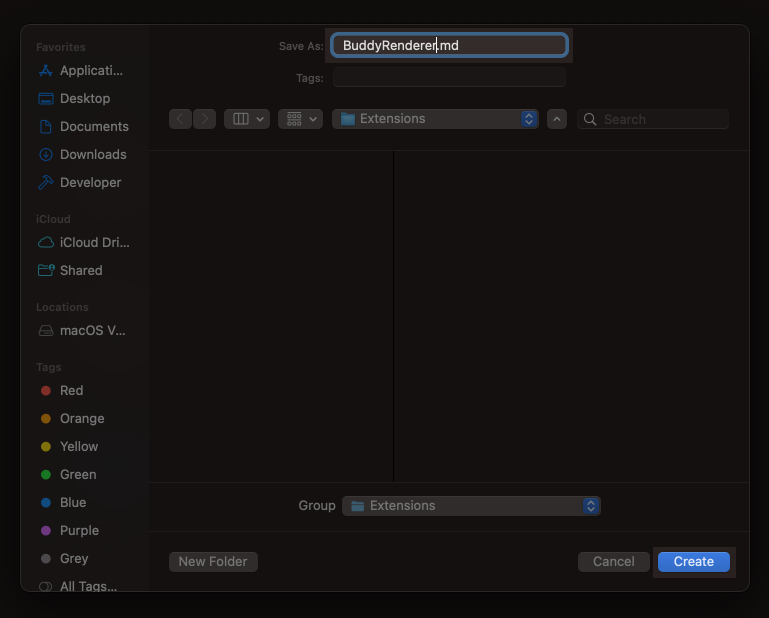 Favorites
Applicati...
Desktop
Documents
Downloads
Developer
iCloud
iCloud Dri...
Shared
Locations
macOS V...
Tags
Red
Orange
Yellow
Green
Blue
Purple
Grey
All Tags...
Save As: BuddyRenderer.md
Tags:
Extensions
Search
Group Extensions
New Folder
Cancel
Create